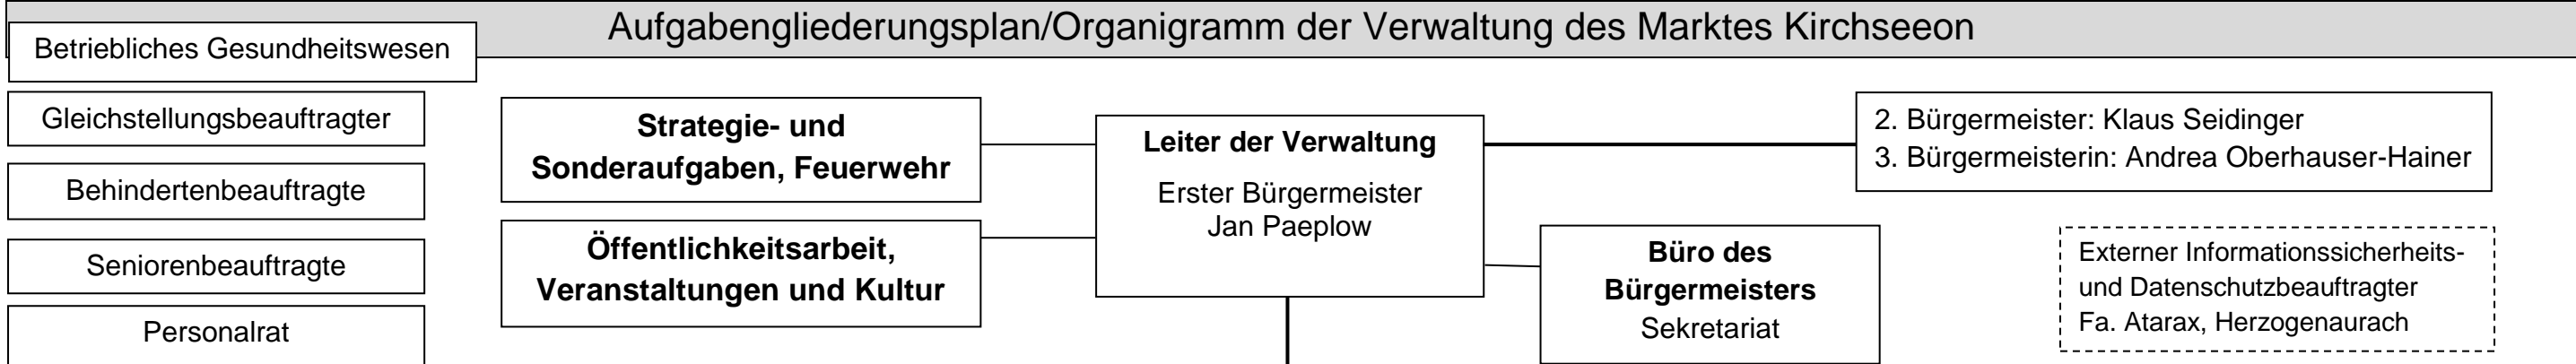 Aufgabengliederungsplan/Organigramm der Verwaltung des Marktes Kirchseeon
Betriebliches Gesundheitswesen
Gleichstellungsbeauftragter
Behindertenbeauftragte
Seniorenbeauftragte
Personalrat
Strategie- und
Sonderaufgaben, Feuerwehr
Öffentlichkeitsarbeit,
Veranstaltungen und Kultur
Leiter der Verwaltung
Erster Bürgermeister
Jan Paeplow
2. Bürgermeister: Klaus Seidinger
3. Bürgermeisterin: Andrea Oberhauser-Hainer
Büro des
Bürgermeisters
Sekretariat
Externer Informationssicherheits-
und Datenschutzbeauftragter
Fa. Atarax, Herzogenaurach